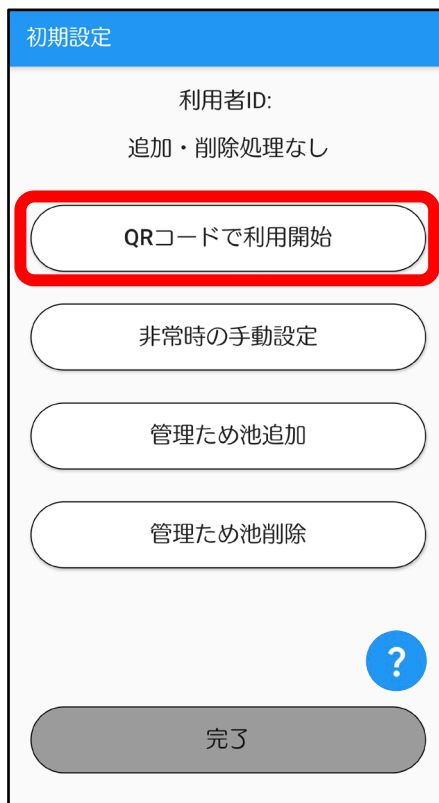 初期設定
利用者ID:
追加・削除処理なし
QRコードで利用開始
非常時の手動設定
管理ため池追加
管理ため池削除
?
完了